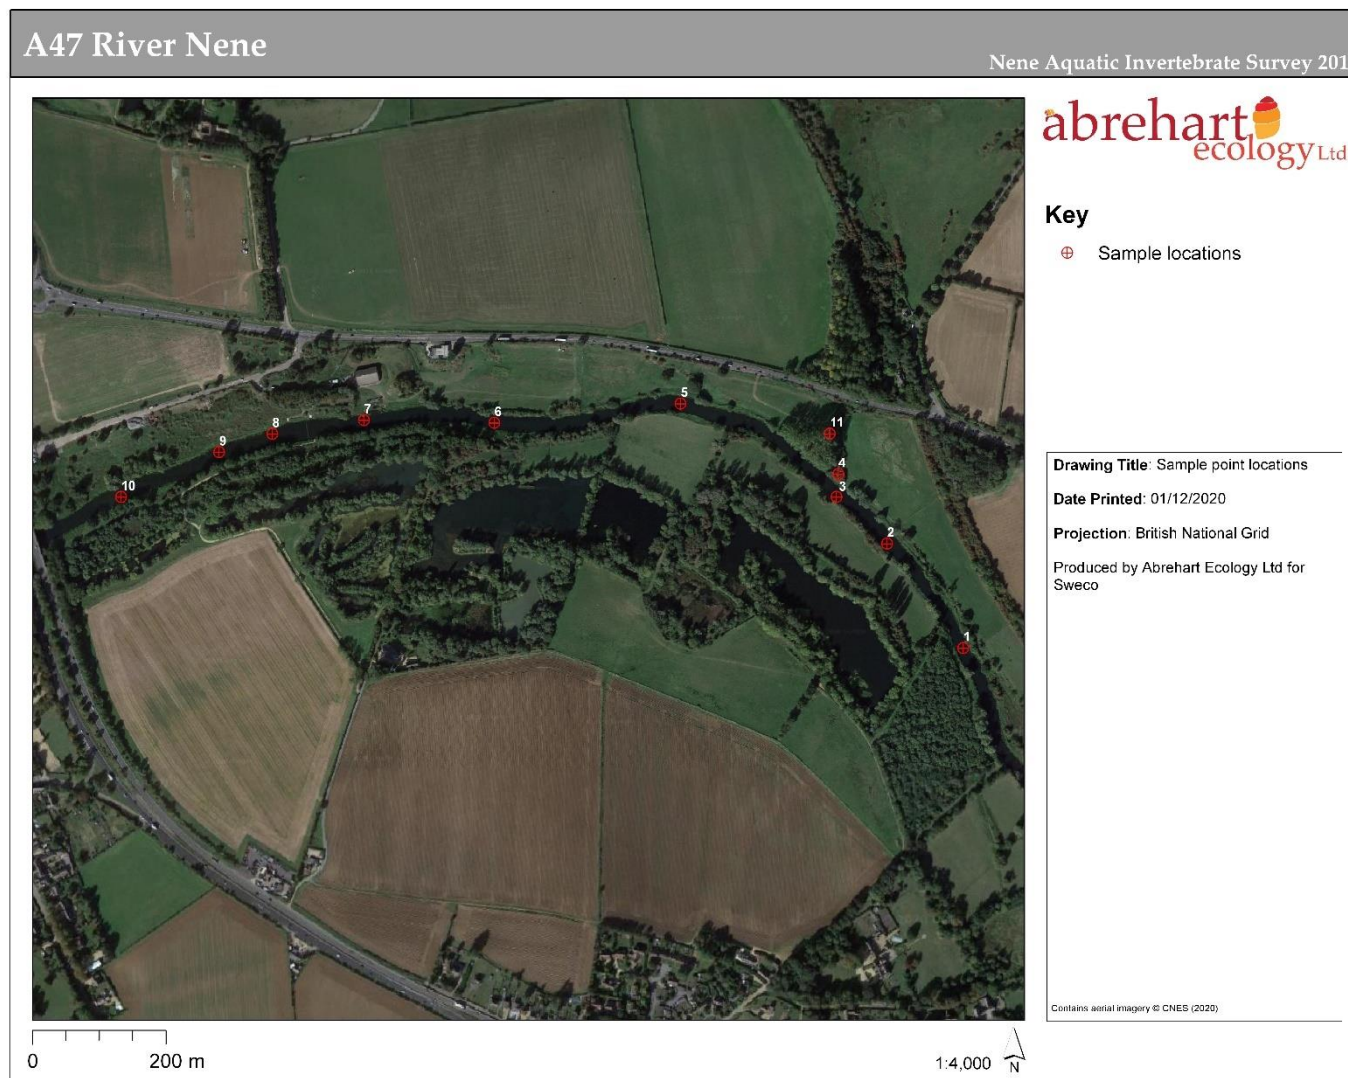 A47 River Nene
Nene Aquatic Invertebrate Survey 201
abrehart
ecology Ltd
Key
Sample locations
5
7
6
8
11
9
4
10
3
2
1
Drawing Title: Sample point locations
Date Printed: 01/12/2020
Projection: British National Grid
Produced by Abrehart Ecology Ltd for
Sweco
Contains aerial imagery © CNES (2020)
0
200 m
1:4,000
N